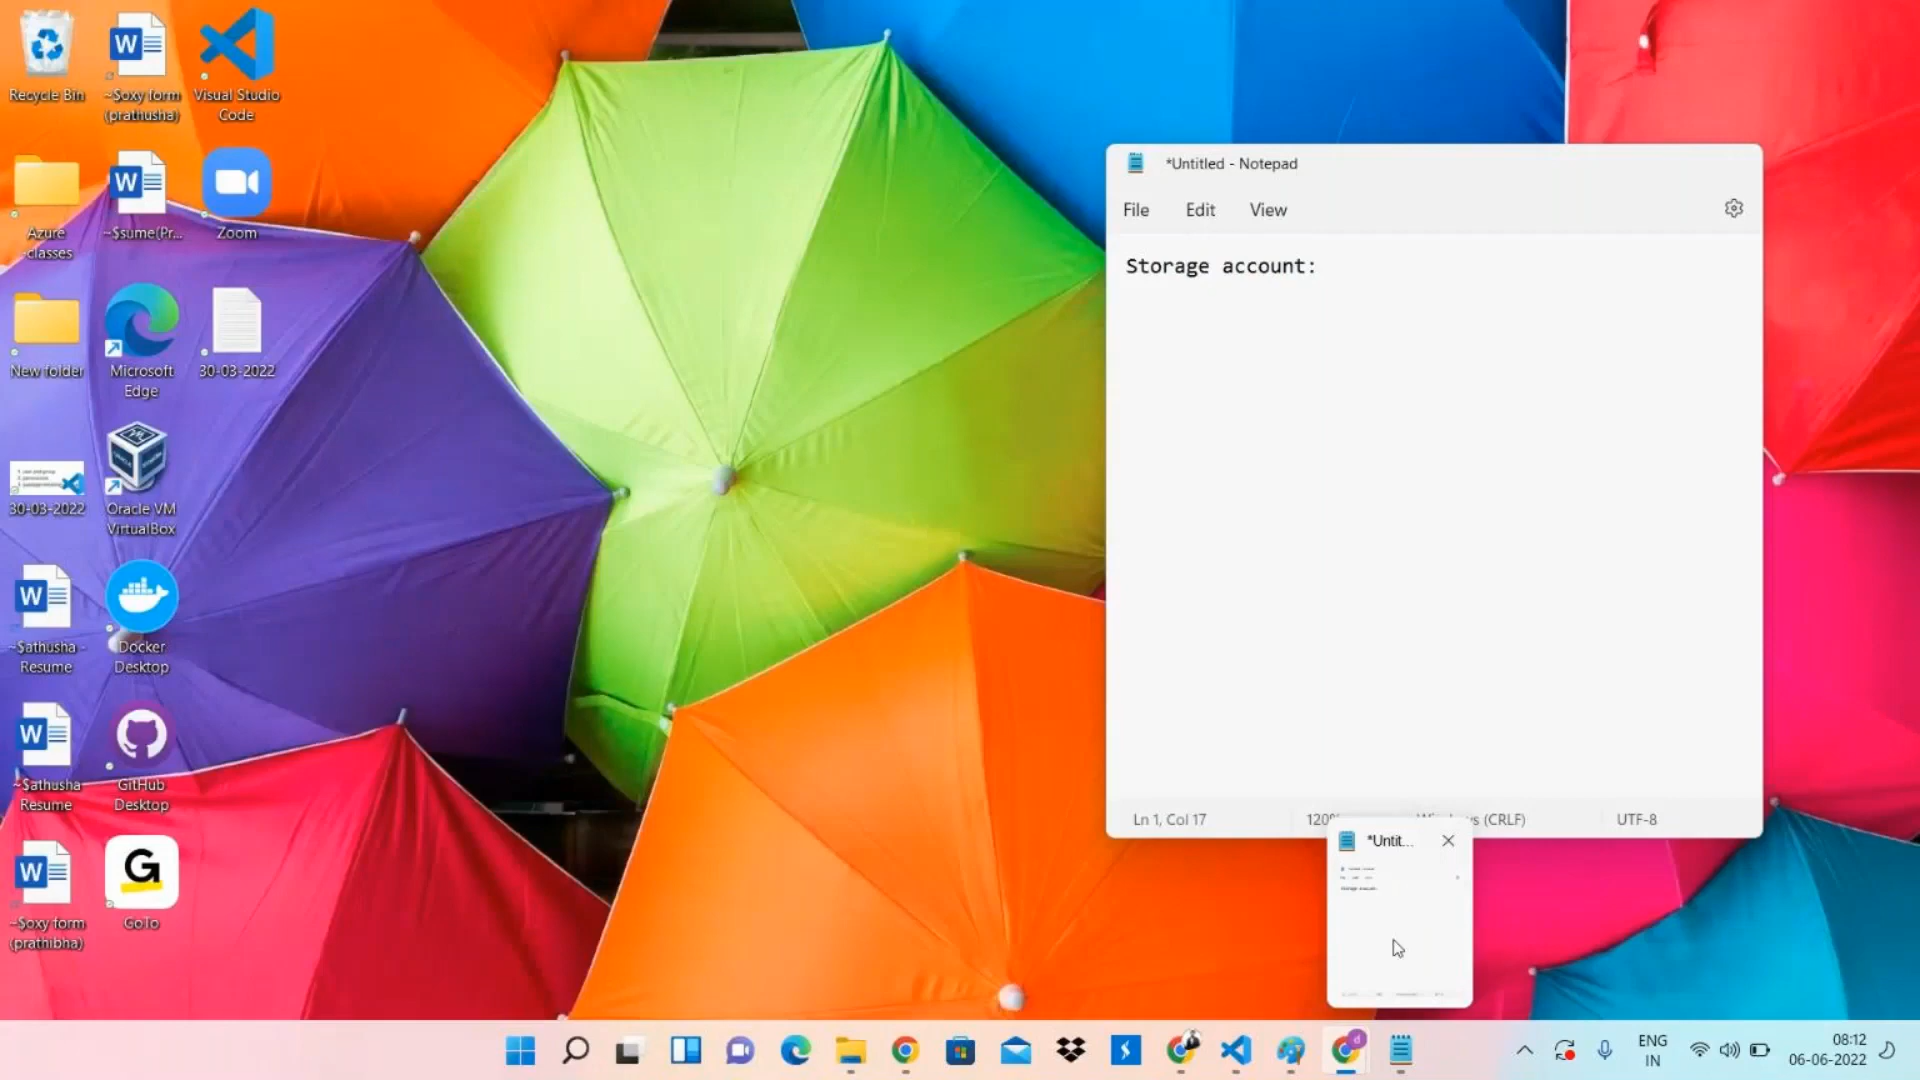 Recycle Bin
~$oxy form
(prathusha)
Visual Studio
Code
Azure
classes
~$sume(Pr...
Zoom
New folder
Microsoft
Edge
30-03-2022
30-03-2022
Oracle VM
VirtualBox
~$athusha -
Resume
Docker
Desktop
~$athusha
Resume
GitHub
Desktop
~$oxy form
(prathibha)
G
GoTo
*Untitled - Notepad
File Edit View
Storage account:
Ln 1, Col 17
(CRLF)
UTF-8
*Untit...
ENG
IN
08:12
06-06-2022